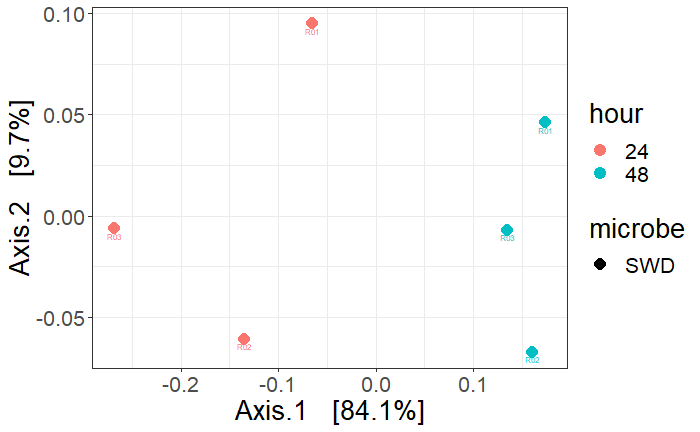 0.10
R01
0.05
R01
0.00
R03
R03
-0.05
R02
R02
-0.2
-0.1
0.0
0.1
Axis.1 [84.1%]
Axis.2 [9.7%]
hour
24
48
microbe
SWD